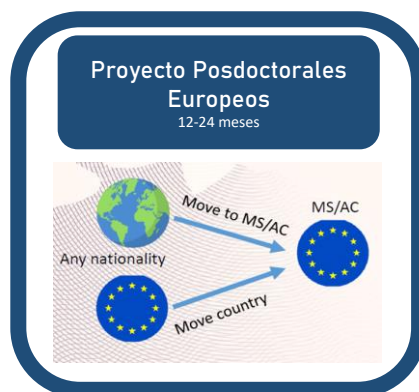 Proyecto Posdoctorales
Europeos
12-24 meses
Move to MS/AC
MS/AC
Any nationality
Move country